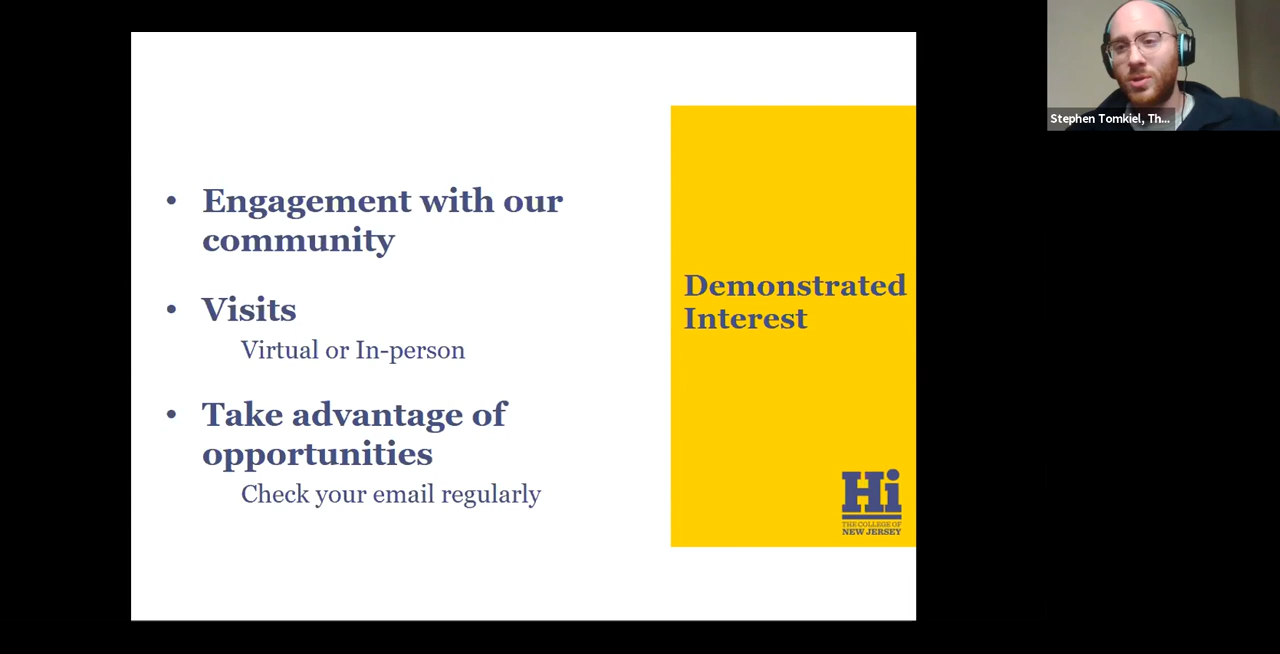 • Engagement with our
community
• Visits
Virtual or In-person
• Take advantage of
opportunities
Check your email regularly
Demonstrated
Interest
Hi
THE COLLEGE OF
NEW JERSEY
Stephen Tomkiel, Th...